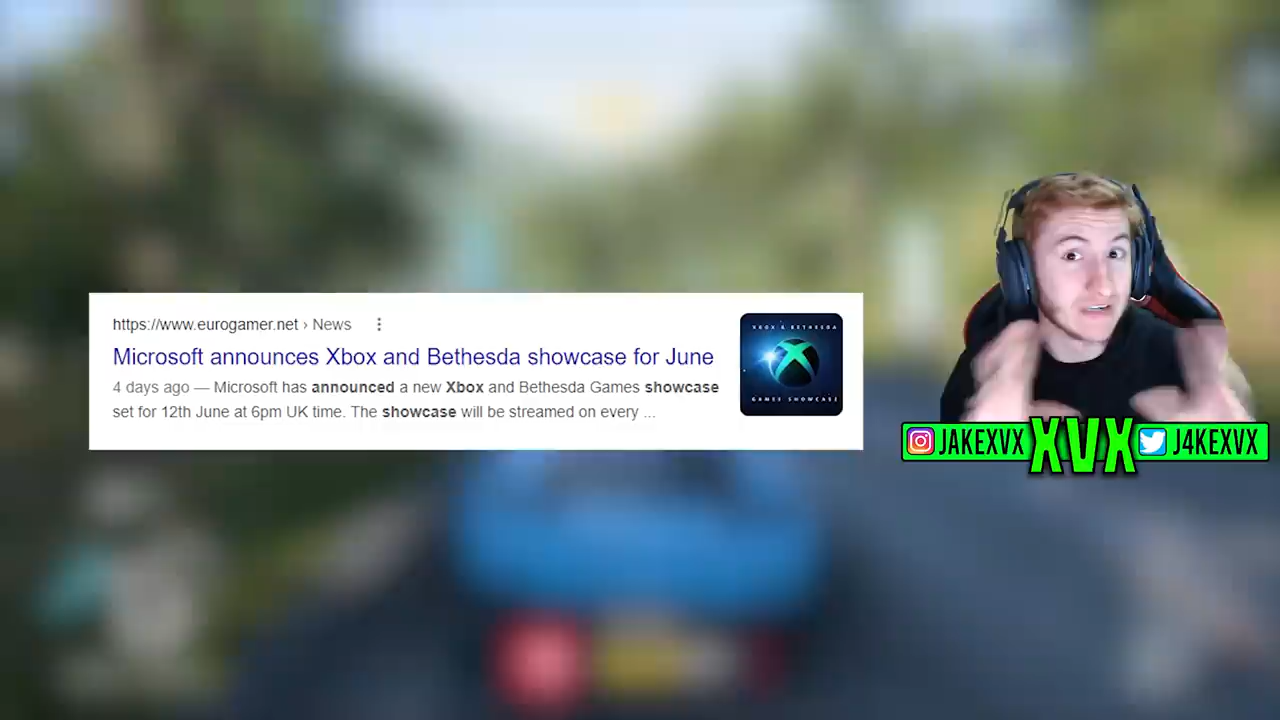 https://www.eurogamer.net › News
Microsoft announces Xbox and Bethesda showcase for June
4 days ago — Microsoft has announced a new Xbox and Bethesda Games showcase
set for 12th June at 6pm UK time. The showcase will be streamed on every ...
XBOX & BETHESDA
GAMES SHOWCASE
JAKEXVX XVX J4KEXVX